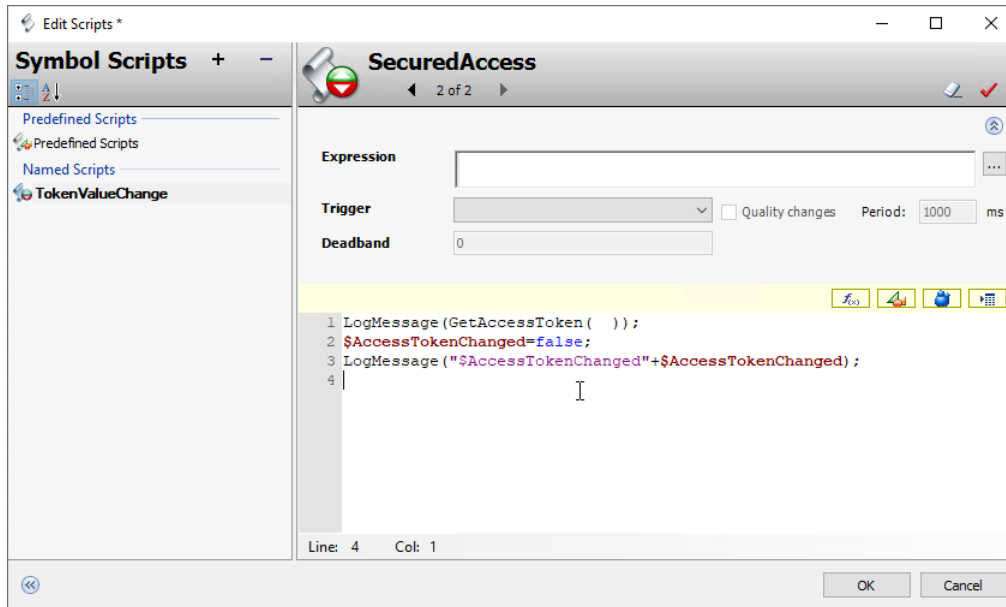 Edit Scripts *
Symbol Scripts + −
Predefined Scripts
Predefined Scripts
Named Scripts
TokenValueChange
SecuredAccess
2 of 2
Expression
...
Trigger
Quality changes Period: 1000 ms
Deadband 0
f(x)
1 LogMessage(GetAccessToken(  ));
2 $AccessTokenChanged=false;
3 LogMessage("$AccessTokenChanged"+$AccessTokenChanged);
4
Line: 4 Col: 1
OK Cancel